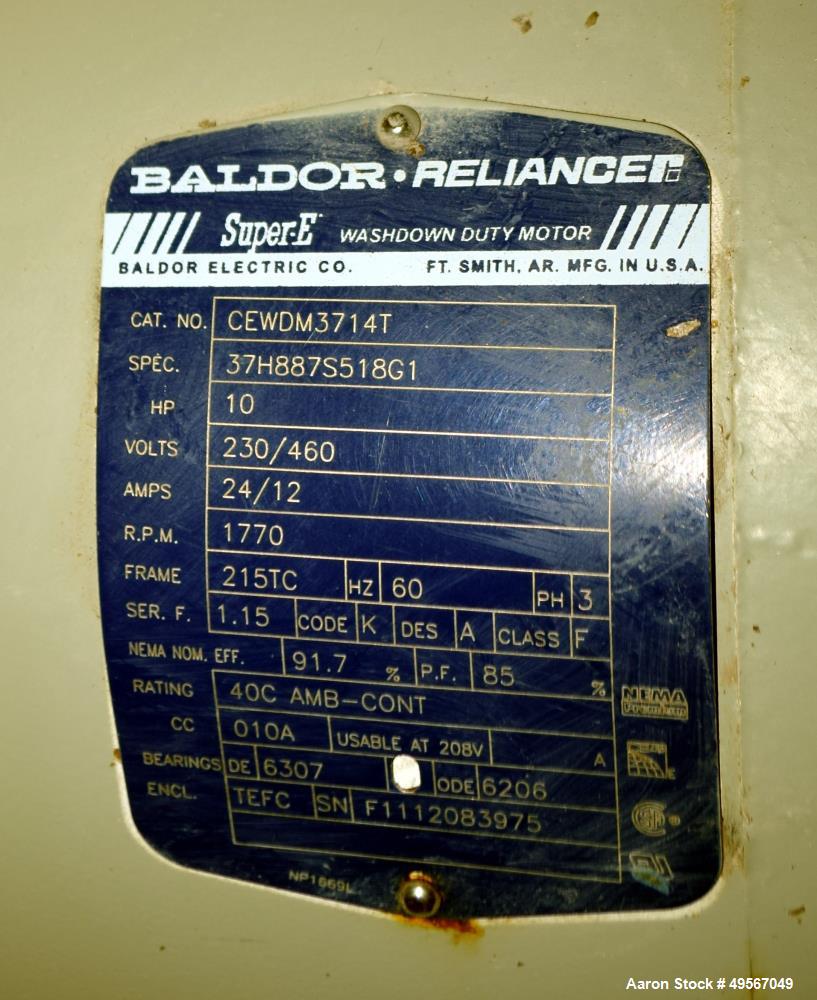 BALDOR • RELIANCE
Super-E WASHDOWN DUTY MOTOR
BALDOR ELECTRIC CO. FT. SMITH, AR. MFG. IN U.S.A.
CAT. NO. CEWDM3714T
SPEC. 37H887S518G1
HP 10
VOLTS 230/460
AMPS 24/12
R.P.M. 1770
FRAME 215TC HZ 60 PH 3
SER. F. 1.15 CODE K DES A CLASS F
NEMA NOM. EFF. 91.7 % P.F. 85 %
RATING 40C AMB-CONT
NEMA Premium
CC 010A USABLE AT 208V A
BEARINGS DE 6307 ODE 6206
ENCL. TEFC SN F1112083975
NP1669L
Aaron Stock # 49567049